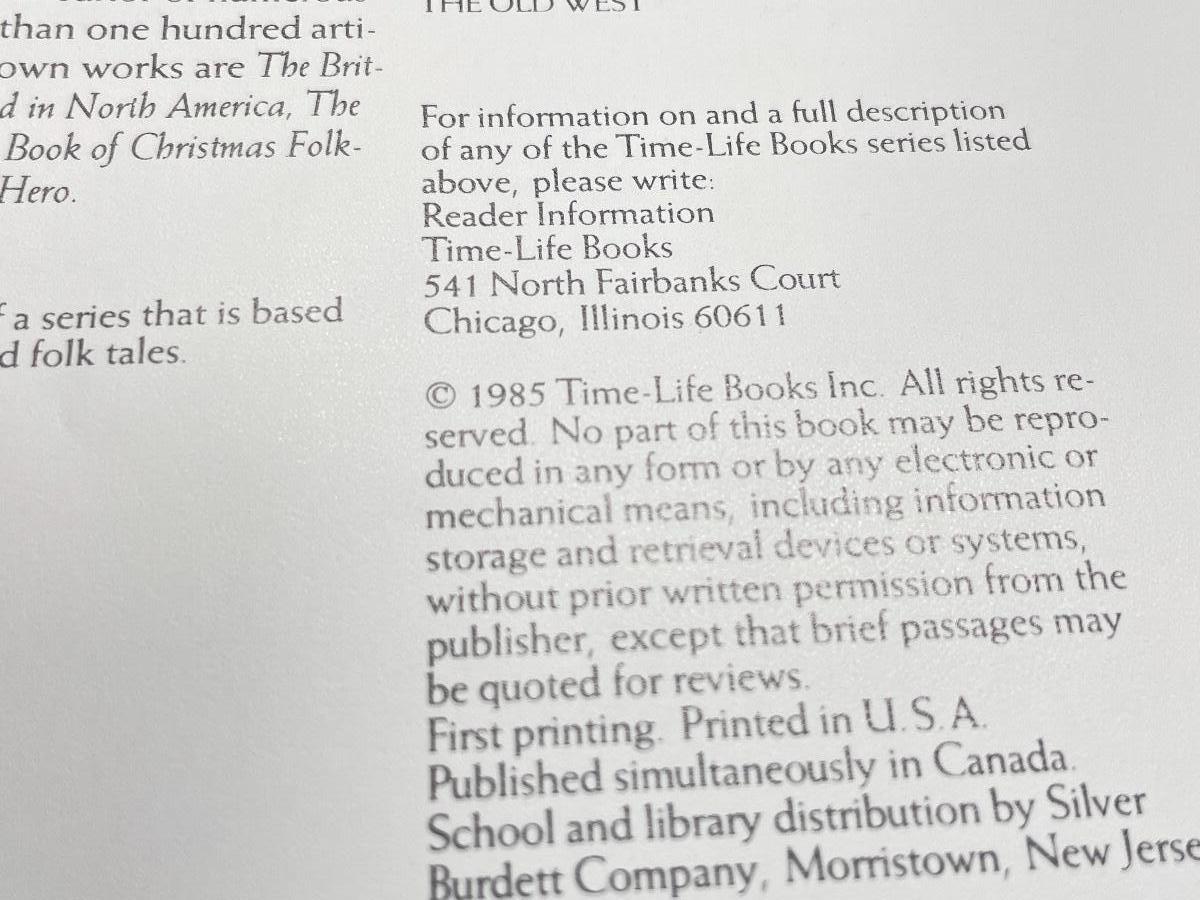 than one hundred arti-
own works are The Brit-
d in North America, The
Book of Christmas Folk-
Hero.
a series that is based
d folk tales.
THE OLD WEST
For information on and a full description
of any of the Time-Life Books series listed
above, please write:
Reader Information
Time-Life Books
541 North Fairbanks Court
Chicago, Illinois 60611
© 1985 Time-Life Books Inc. All rights re-
served. No part of this book may be repro-
duced in any form or by any electronic or
mechanical means, including information
storage and retrieval devices or systems,
without prior written permission from the
publisher, except that brief passages may
be quoted for reviews.
First printing. Printed in U.S.A.
Published simultaneously in Canada.
School and library distribution by Silver
Burdett Company, Morristown, New Jerse